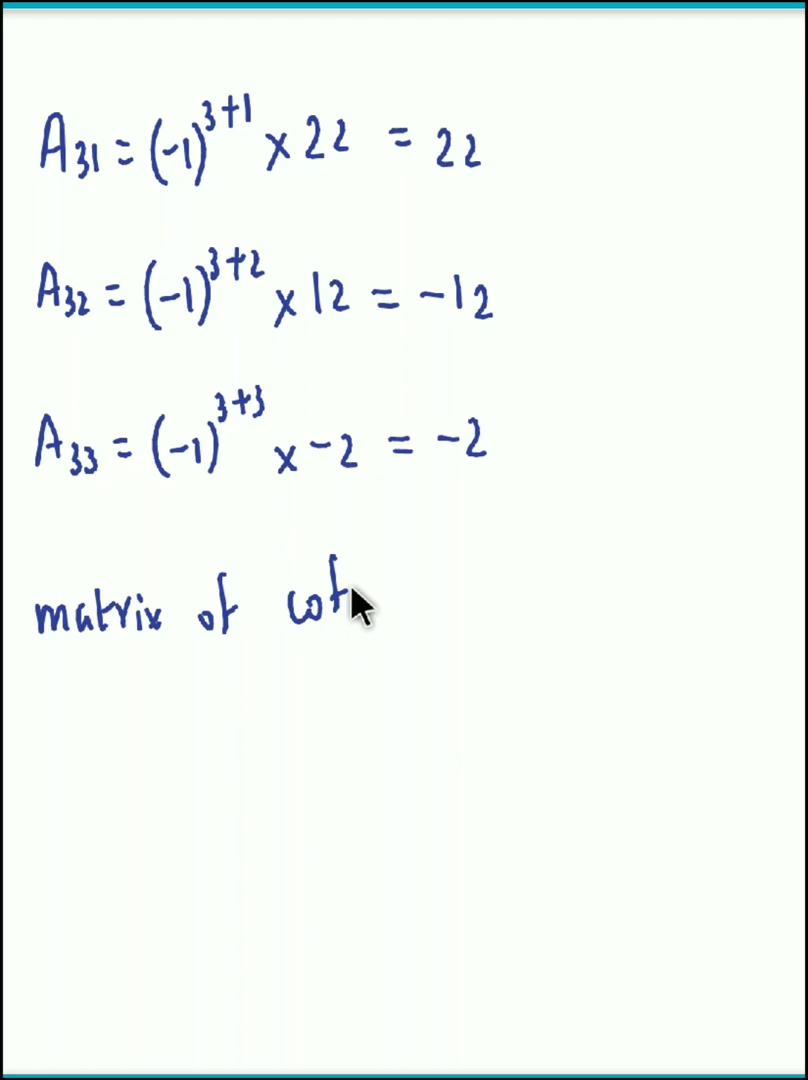 A₃₁ = (-1)³⁺¹ × 22 = 22
A₃₂ = (-1)³⁺² × 12 = -12
A₃₃ = (-1)³⁺³ × -2 = -2
matrix of cof